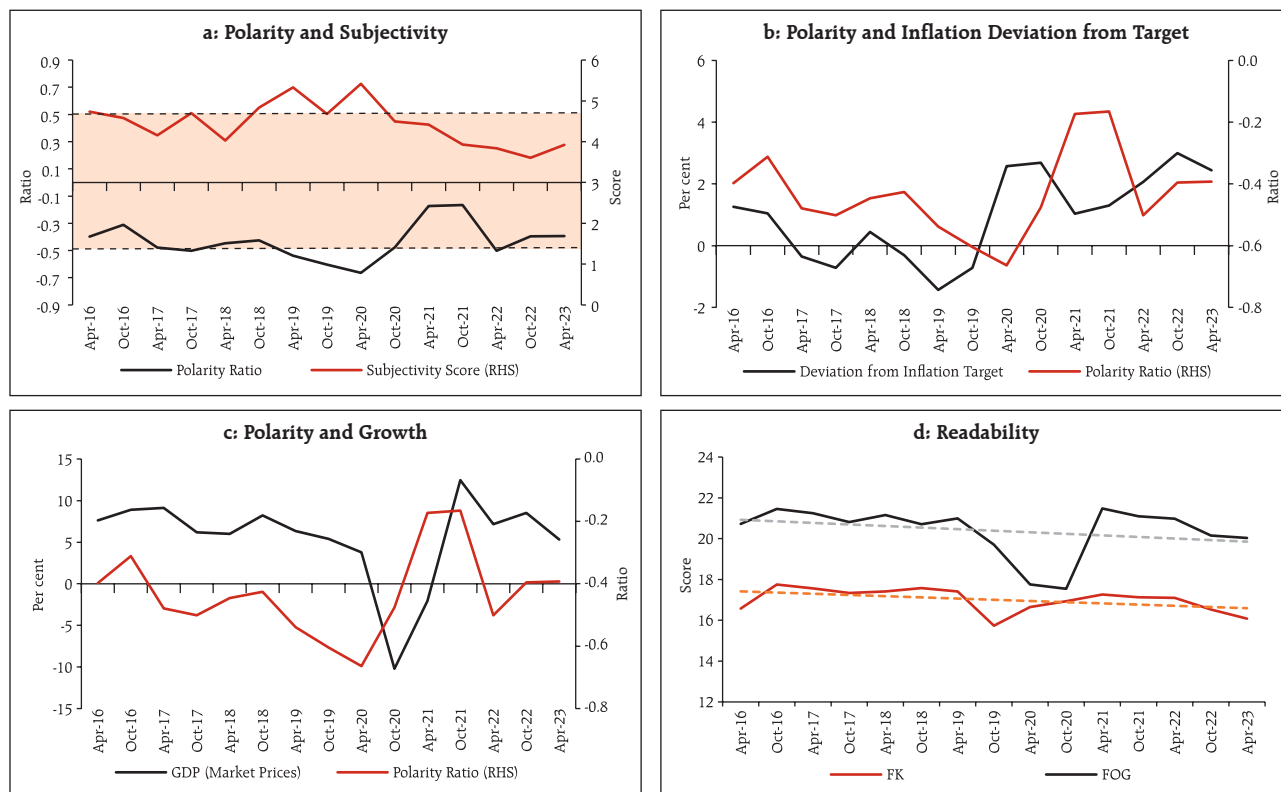 a: Polarity and Subjectivity
0.9
0.7
0.5
0.3
0.1
-0.1
-0.3
-0.5
-0.7
-0.9
Ratio
6
5
4
3
2
1
0
Score
Apr-16
Oct-16
Apr-17
Oct-17
Apr-18
Oct-18
Apr-19
Oct-19
Apr-20
Oct-20
Apr-21
Oct-21
Apr-22
Oct-22
Apr-23
Polarity Ratio
Subjectivity Score (RHS)
b: Polarity and Inflation Deviation from Target
6
4
2
0
-2
Per cent
0.0
-0.2
-0.4
-0.6
-0.8
Ratio
Apr-16
Oct-16
Apr-17
Oct-17
Apr-18
Oct-18
Apr-19
Oct-19
Apr-20
Oct-20
Apr-21
Oct-21
Apr-22
Oct-22
Apr-23
Deviation from Inflation Target
Polarity Ratio (RHS)
c: Polarity and Growth
15
10
5
0
-5
-10
-15
Per cent
0.0
-0.2
-0.4
-0.6
-0.8
Ratio
Apr-16
Oct-16
Apr-17
Oct-17
Apr-18
Oct-18
Apr-19
Oct-19
Apr-20
Oct-20
Apr-21
Oct-21
Apr-22
Oct-22
Apr-23
GDP (Market Prices)
Polarity Ratio (RHS)
d: Readability
24
22
20
18
16
14
12
Score
Apr-16
Oct-16
Apr-17
Oct-17
Apr-18
Oct-18
Apr-19
Oct-19
Apr-20
Oct-20
Apr-21
Oct-21
Apr-22
Oct-22
Apr-23
FK
FOG